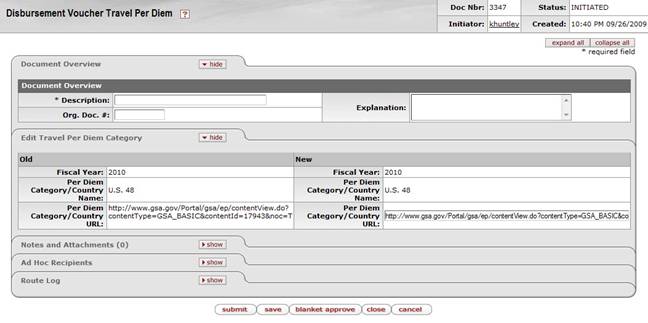 Disbursement Voucher Travel Per Diem ?
Doc Nbr: 3347 Status: INITIATED
Initiator: khuntley Created: 10:40 PM 09/26/2009
expand all collapse all
* required field
Document Overview hide
Document Overview
* Description: Explanation:
Org. Doc. #:
Edit Travel Per Diem Category hide
Old New
Fiscal Year: 2010 Fiscal Year: 2010
Per Diem Category/Country Name: U.S. 48 Per Diem Category/Country Name: U.S. 48
Per Diem Category/Country URL: http://www.gsa.gov/Portal/gsa/ep/contentView.do?contentType=GSA_BASIC&contentId=17943&noc=T Per Diem Category/Country URL: http://www.gsa.gov/Portal/gsa/ep/contentView.do?contentType=GSA_BASIC&co
Notes and Attachments (0) show
Ad Hoc Recipients show
Route Log show
submit save blanket approve close cancel